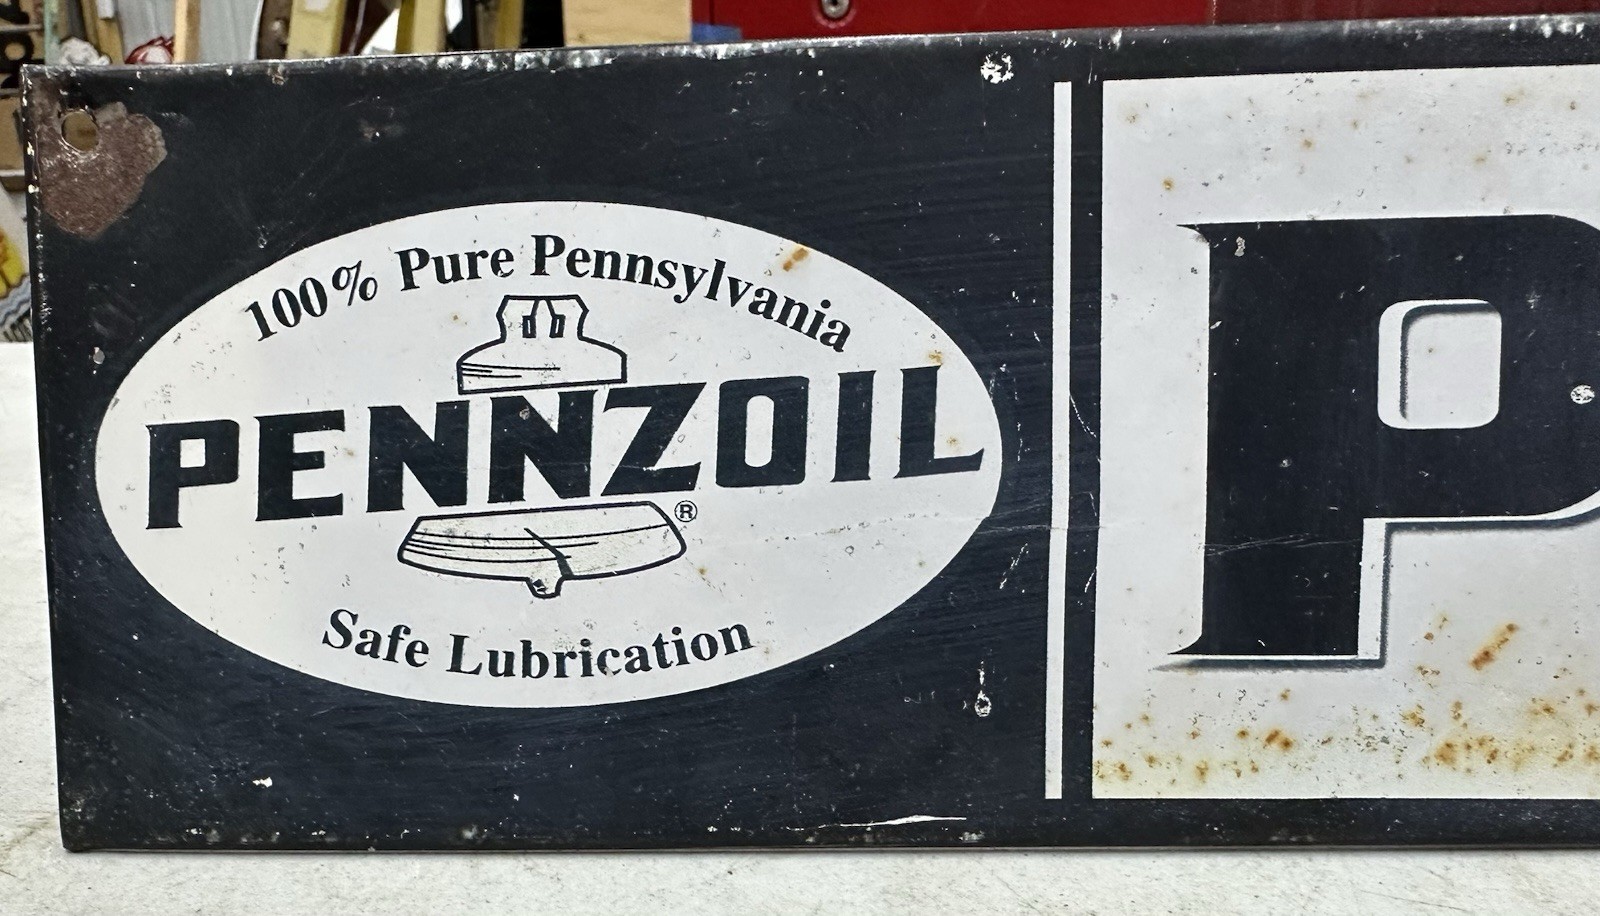 100% Pure Pennsylvania
PENNZOIL
®
Safe Lubrication
P